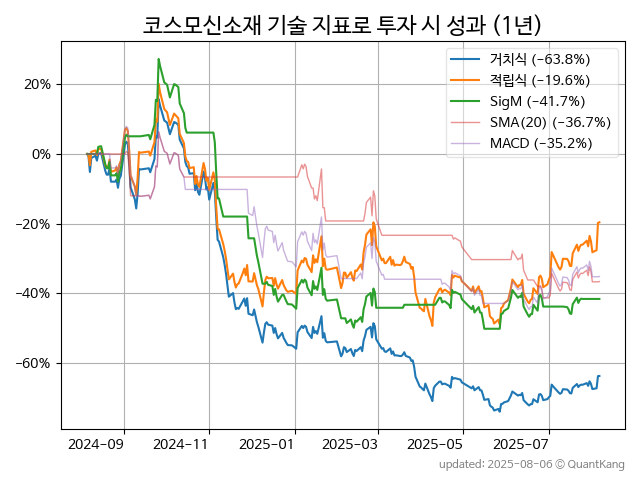 코스모신소재 기술 지표로 투자 시 성과 (1년)
거치식 (−63.8%)
적립식 (−19.6%)
SigM (−41.7%)
SMA(20) (−36.7%)
MACD (−35.2%)
20%
0%
−20%
−40%
−60%
2024-09 2024-11 2025-01 2025-03 2025-05 2025-07
updated: 2025-08-06 © QuantKang